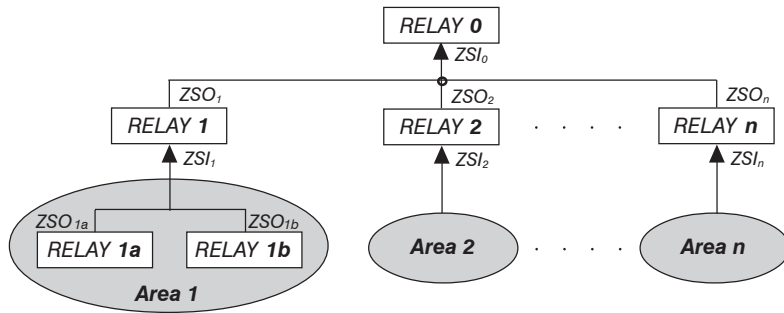 RELAY 0
ZSI₀
ZSO₁ ZSO₂ ZSOₙ
RELAY 1 RELAY 2 . . . . RELAY n
ZSI₁ ZSI₂ ZSIₙ
ZSO₁ₐ ZSO₁b
RELAY 1a RELAY 1b Area 2 . . . . Area n
Area 1